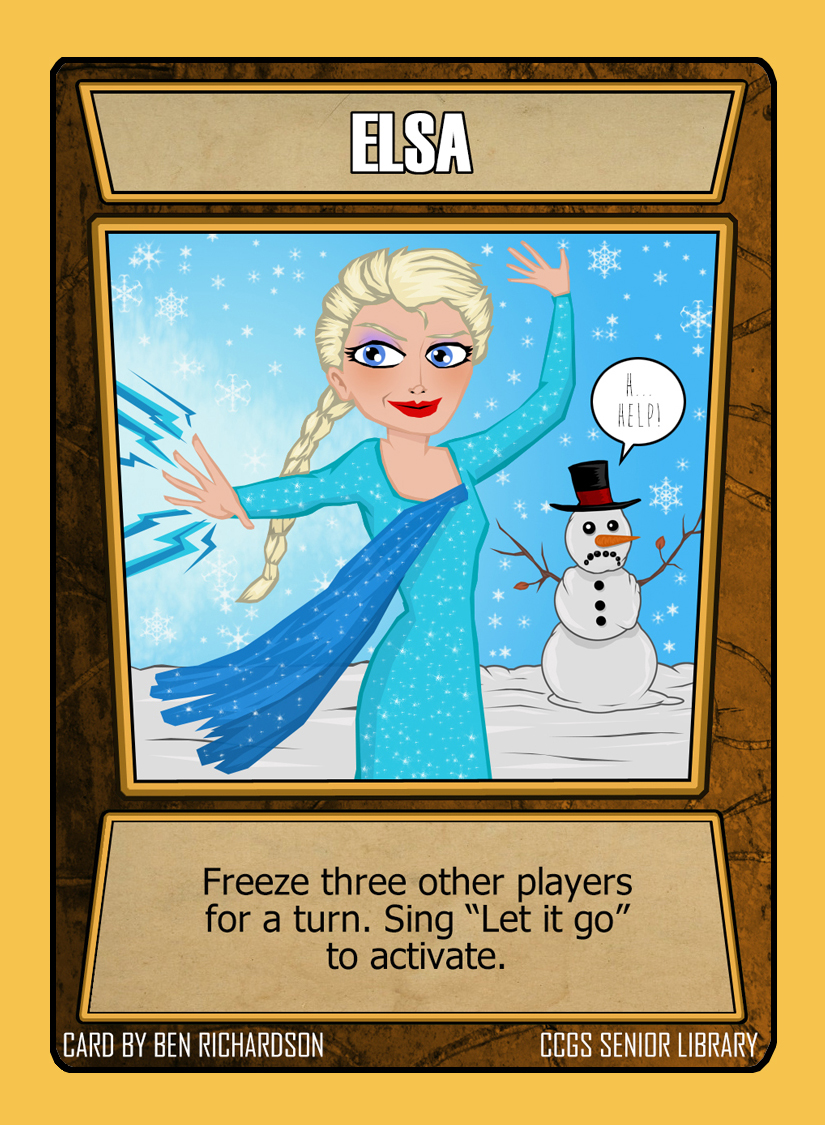 ELSA
H...
HELP!
Freeze three other players
for a turn. Sing “Let it go”
to activate.
CARD BY BEN RICHARDSON
CCGS SENIOR LIBRARY